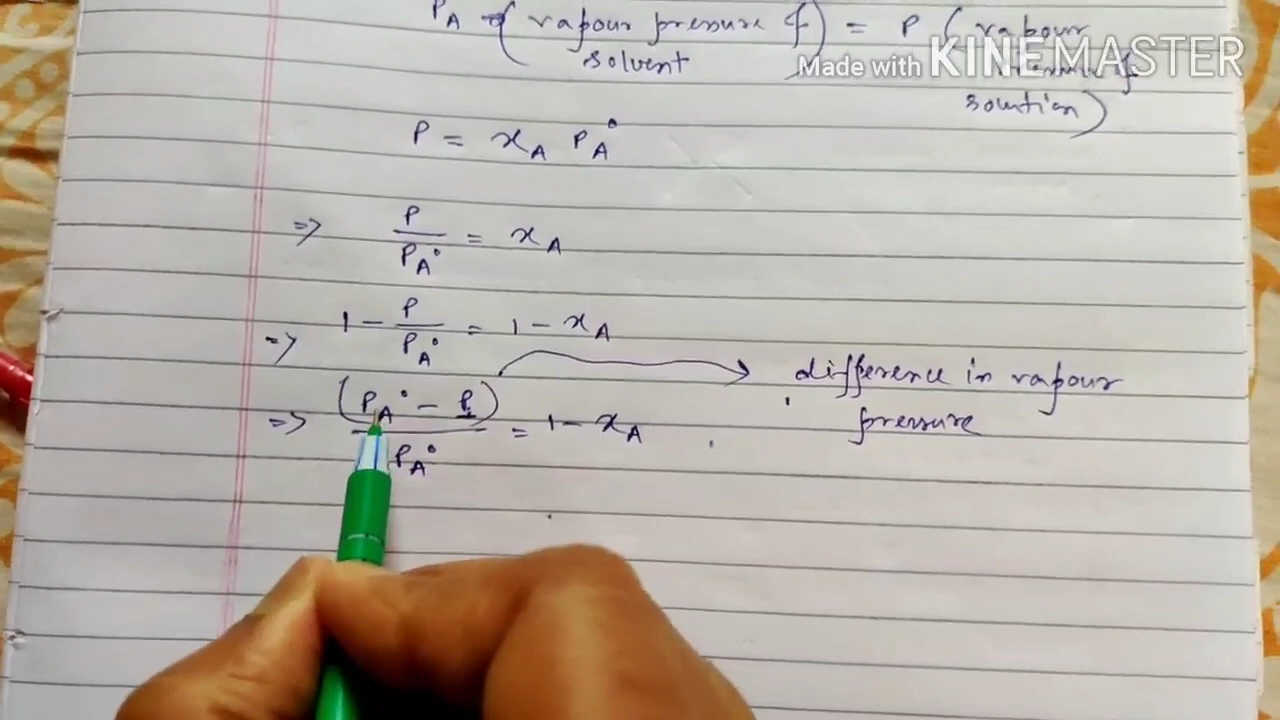 PA (vapour pressure of) = P (vapour
solvent
Made with KINEMASTER
solution)
P = xA PA°
=> P/PA° = xA
=> 1 - P/PA° = 1 - xA
=> (PA° - P)/PA° = 1 - xA
difference in vapour
pressure